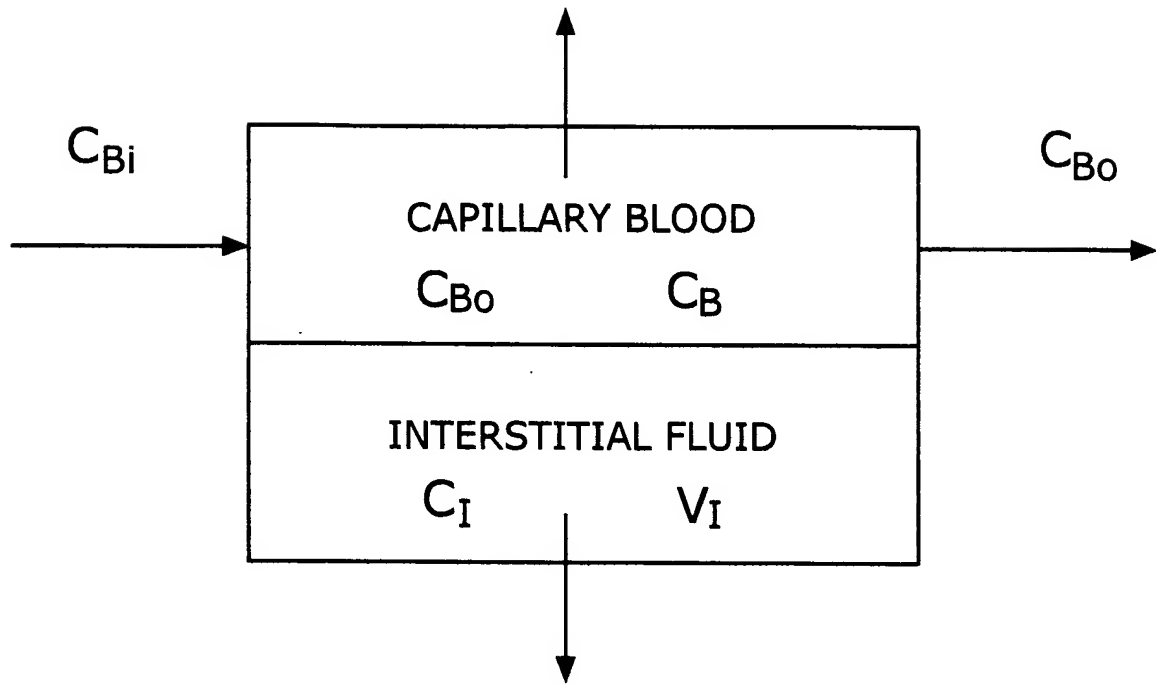 C_Bi
C_Bo
CAPILLARY BLOOD
C_Bo C_B
INTERSTITIAL FLUID
C_I V_I